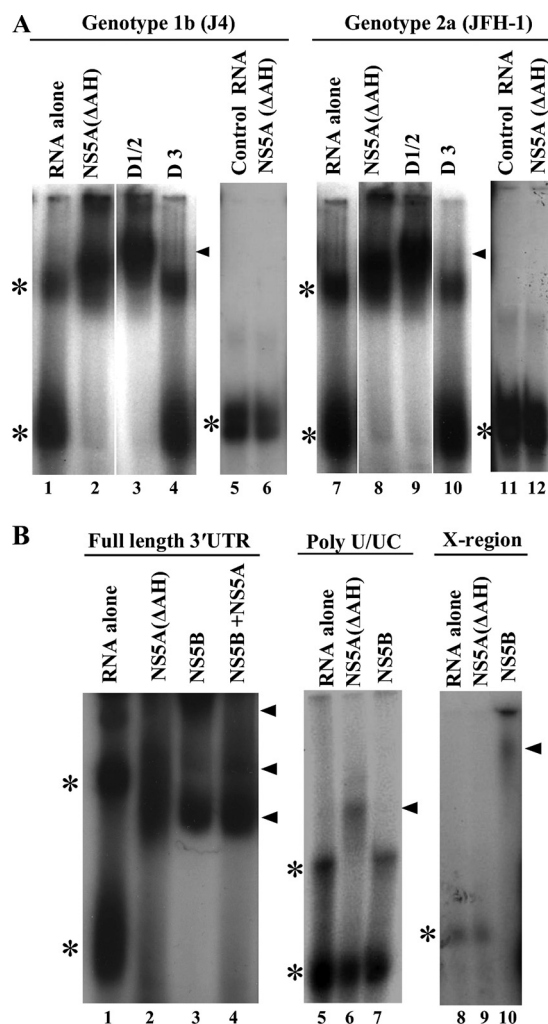 A
Genotype 1b (J4)
Genotype 2a (JFH-1)
RNA alone
NS5A(ΔAH)
D1/2
D 3
Control RNA
NS5A (ΔAH)
RNA alone
NS5A(ΔAH)
D1/2
D 3
Control RNA
NS5A (ΔAH)
*
*
*
*
*
*
1 2 3 4 5 6 7 8 9 10 11 12
B
Full length 3′UTR
Poly U/UC
X-region
RNA alone
NS5A(ΔAH)
NS5B
NS5B +NS5A
RNA alone
NS5A(ΔAH)
NS5B
RNA alone
NS5A(ΔAH)
NS5B
*
*
*
*
*
1 2 3 4 5 6 7 8 9 10